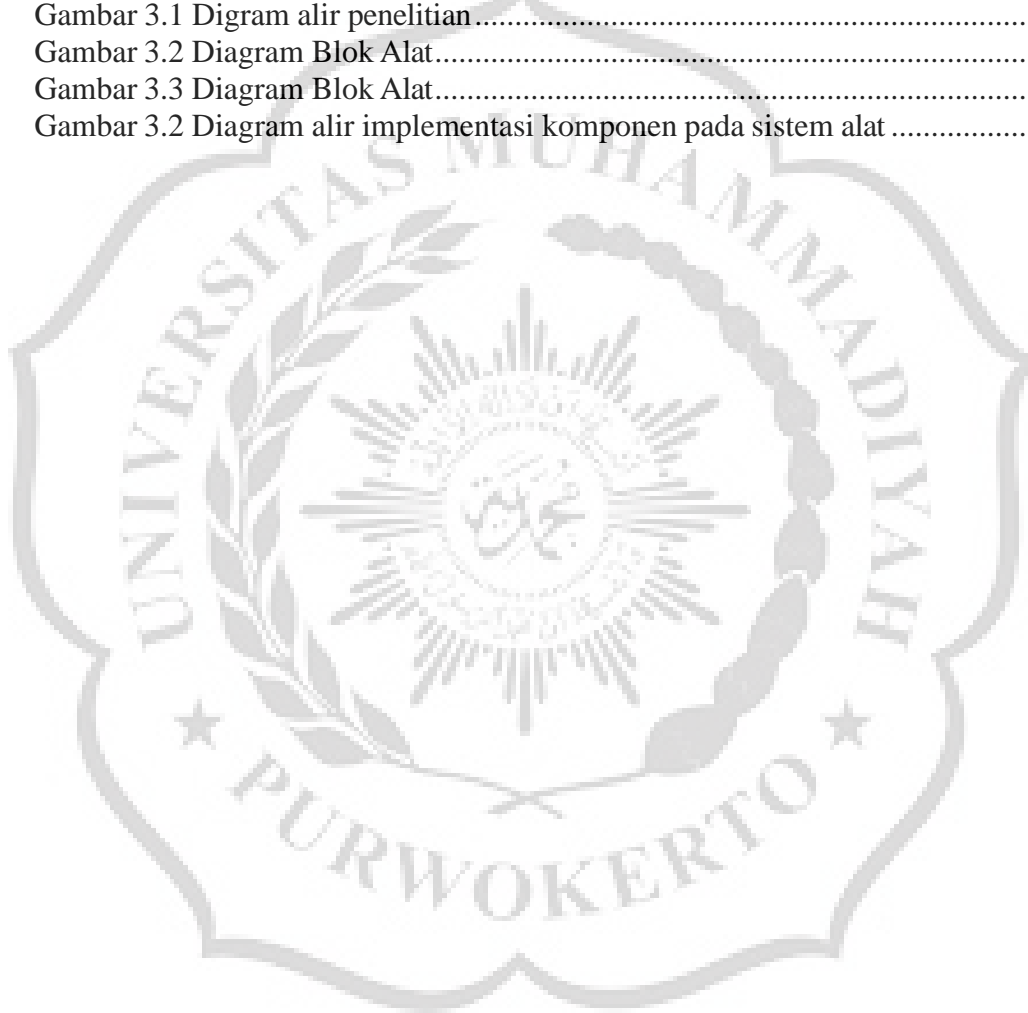 Gambar 3.1 Digram alir penelitian................................................................................
Gambar 3.2 Diagram Blok Alat................................................................................
Gambar 3.3 Diagram Blok Alat................................................................................
Gambar 3.2 Diagram alir implementasi komponen pada sistem alat ..................
UNIVERSITAS MUHAMMADIYAH
PURWOKERTO